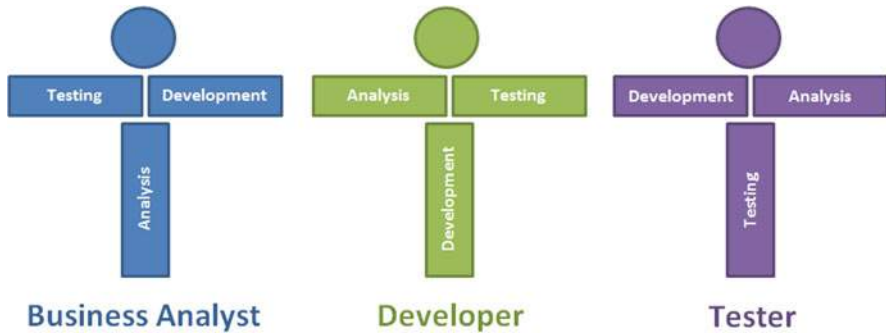 Testing Development
Analysis Testing
Development Analysis
Analysis
Development
Testing
Business Analyst
Developer
Tester